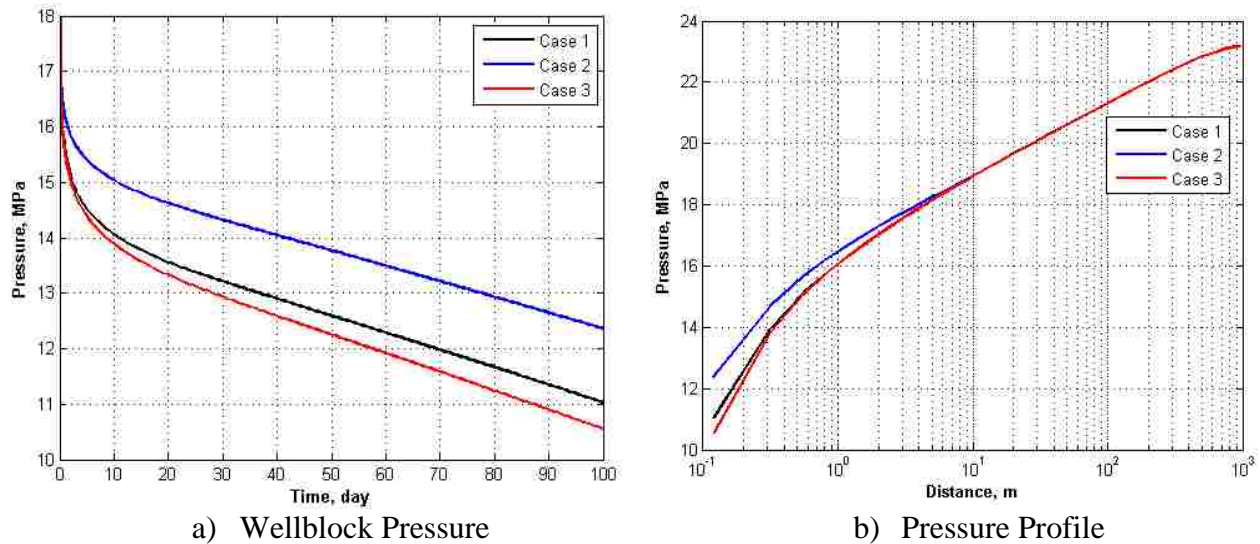 18
17
16
15
14
13
12
11
10
Pressure, MPa
0 10 20 30 40 50 60 70 80 90 100
Time, day
Case 1
Case 2
Case 3
a) Wellblock Pressure
24
22
20
18
16
14
12
10
Pressure, MPa
10-1 100 101 102 103
Distance, m
Case 1
Case 2
Case 3
b) Pressure Profile